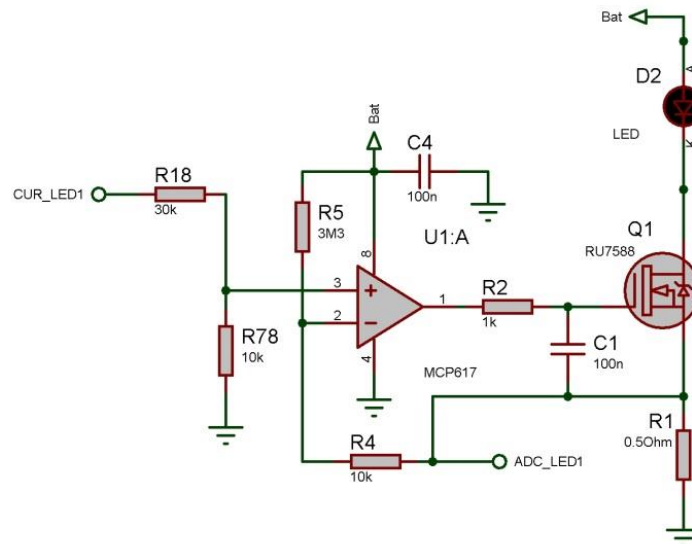 Bat
D2
LED
Bat
C4
100n
R18
CUR_LED1
30k
R5
3M3
U1:A
Q1
RU7588
8
3
+
2
−
1
4
R2
1k
R78
10k
C1
100n
MCP617
R4
10k
ADC_LED1
R1
0.5Ohm